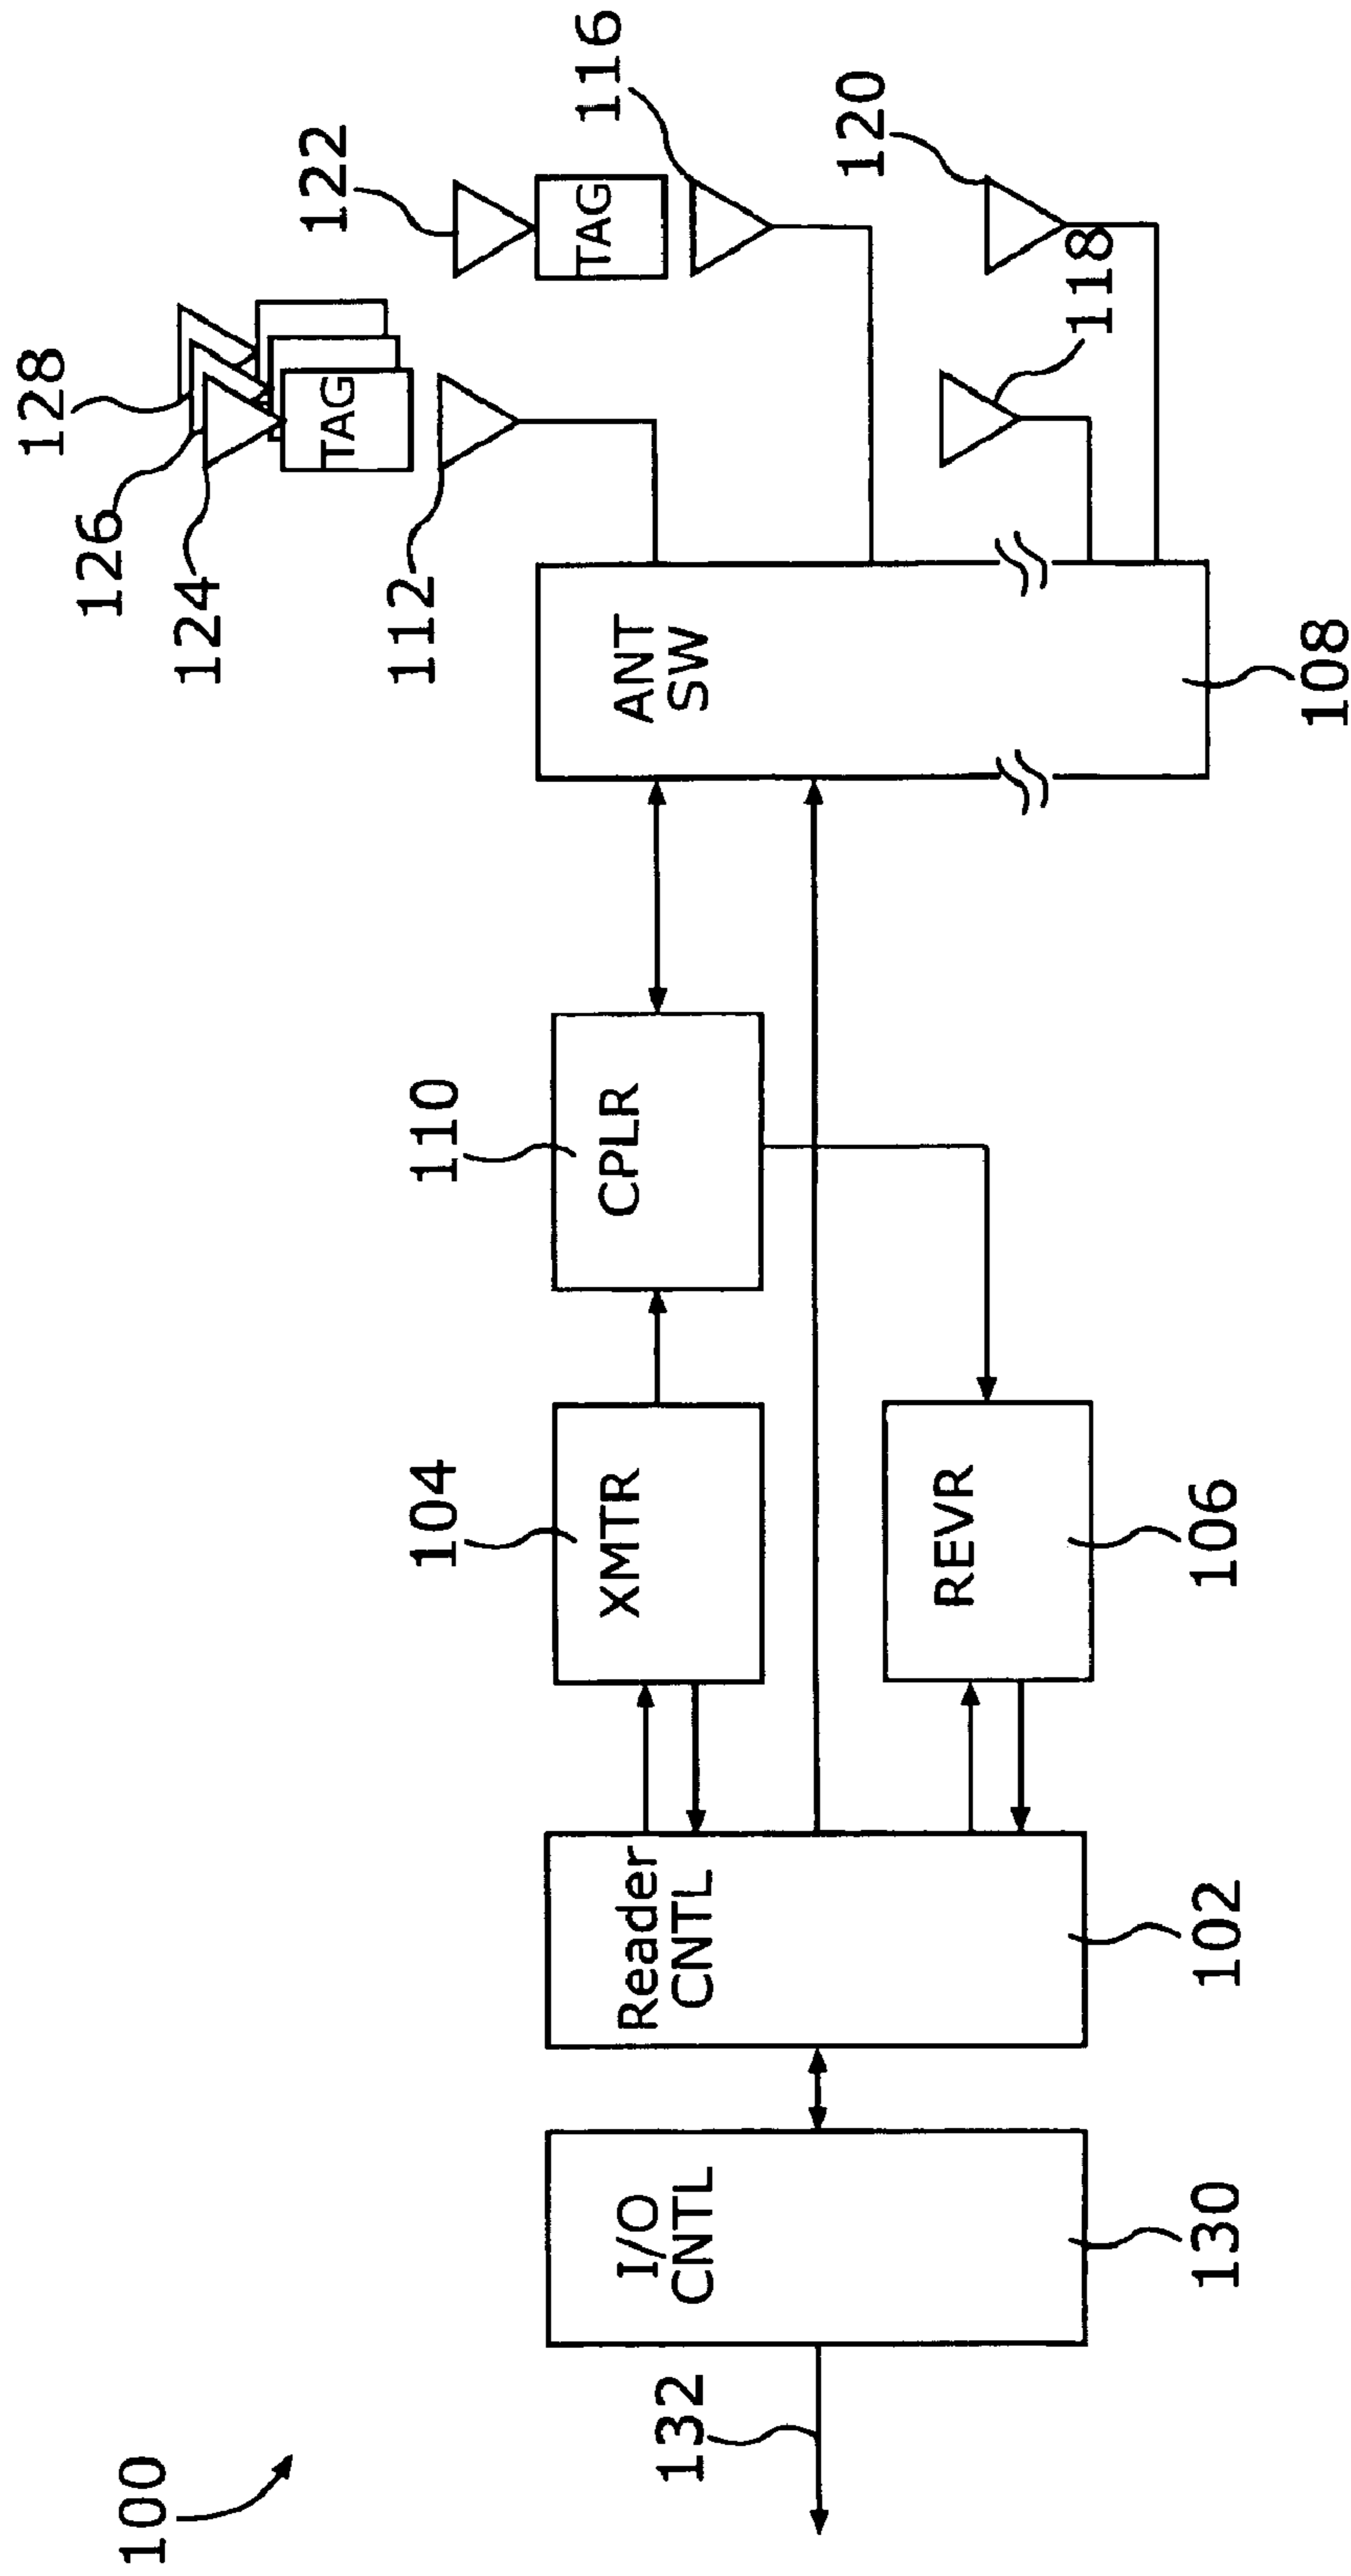 100
132
I/O
CNTL
130
Reader
CNTL
102
104
XMTR
REVR
106
110
CPLR
ANT
SW
108
128
126
124
TAG
112
122
TAG
116
118
120